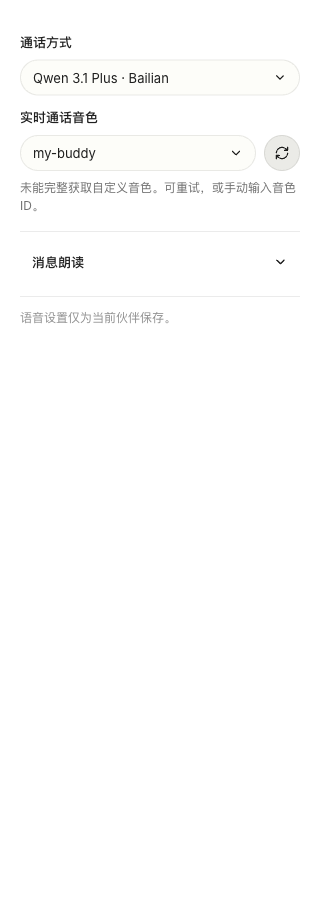 通话方式
Qwen 3.1 Plus · Bailian
实时通话音色
my-buddy
未能完整获取自定义音色。可重试，或手动输入音色
ID。
消息朗读
语音设置仅为当前伙伴保存。